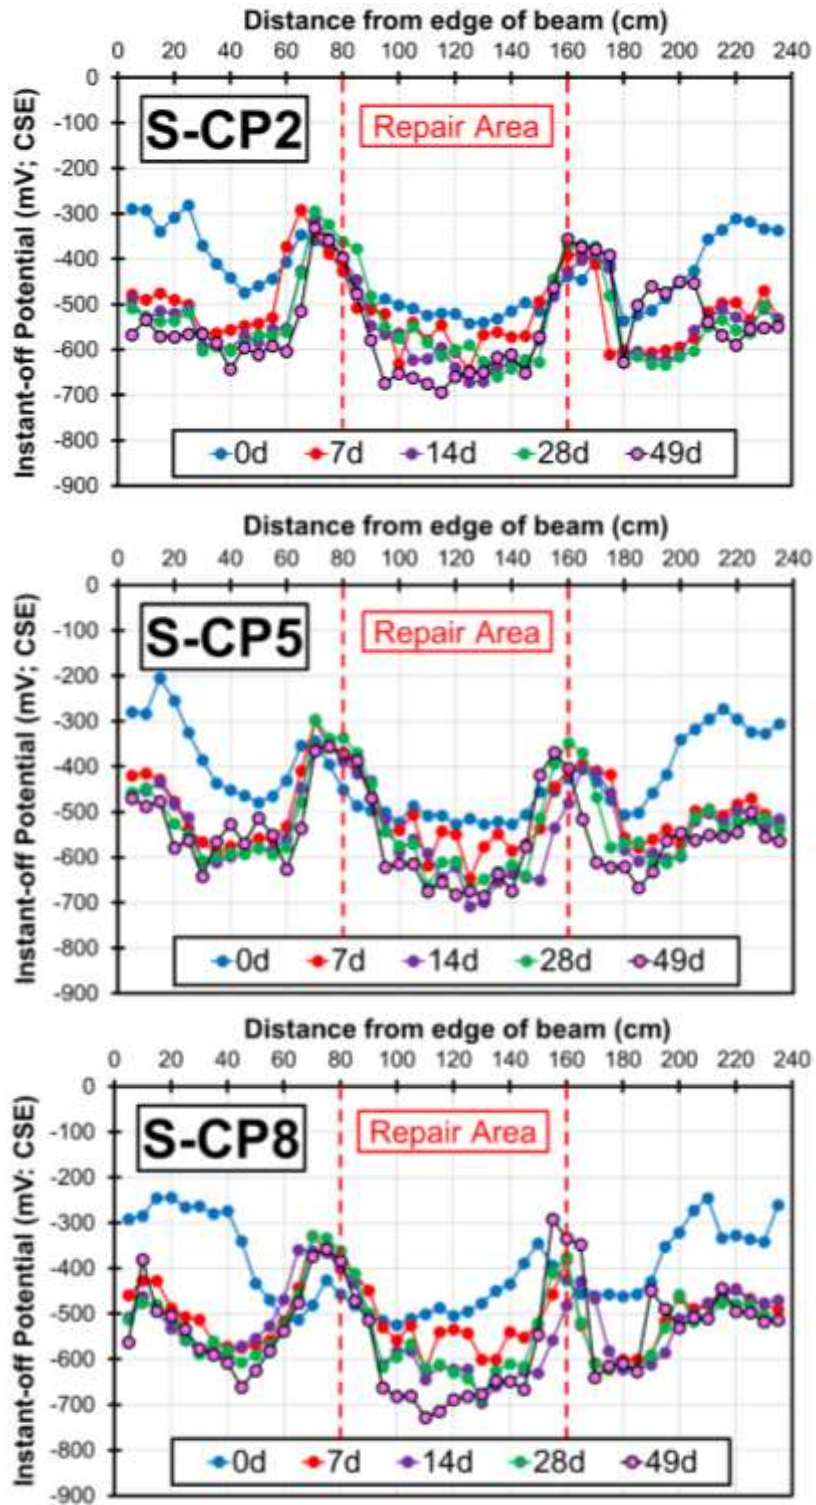 Distance from edge of beam (cm)
0 20 40 60 80 100 120 140 160 180 200 220 240
Instant-off Potential (mV; CSE)
0
-100
-200
-300
-400
-500
-600
-700
-800
-900
S-CP2
Repair Area
0d 7d 14d 28d 49d
Distance from edge of beam (cm)
0 20 40 60 80 100 120 140 160 180 200 220 240
Instant-off Potential (mV; CSE)
0
-100
-200
-300
-400
-500
-600
-700
-800
-900
S-CP5
Repair Area
0d 7d 14d 28d 49d
Distance from edge of beam (cm)
0 20 40 60 80 100 120 140 160 180 200 220 240
Instant-off Potential (mV: CSE)
0
-100
-200
-300
-400
-500
-600
-700
-800
-900
S-CP8
Repair Area
0d 7d 14d 28d 49d